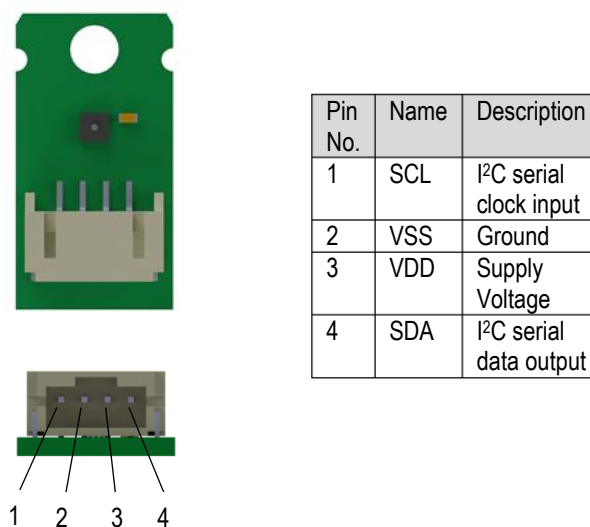 Pin No. Name Description
1 SCL I²C serial clock input
2 VSS Ground
3 VDD Supply Voltage
4 SDA I²C serial data output
1 2 3 4